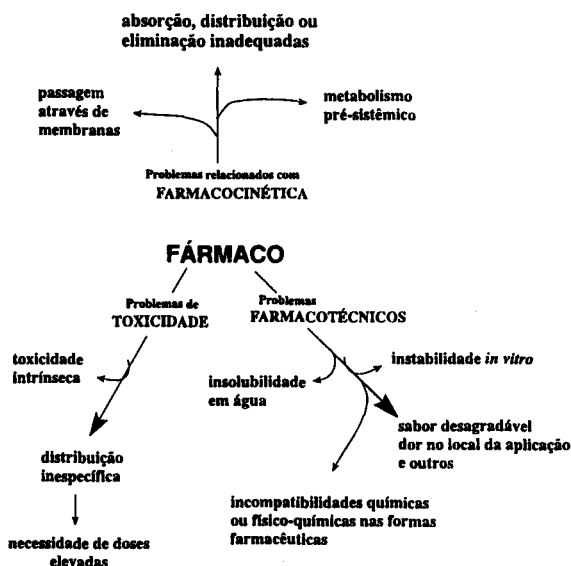 absorção, distribuição ou
eliminação inadequadas
passagem
através de
membranas
metabolismo
pré-sistêmico
Problemas relacionados com
FARMACOCINÉTICA
FÁRMACO
Problemas de
TOXICIDADE
Problemas
FARMACOTÉCNICOS
toxicidade
intrínseca
insolubilidade
em água
instabilidade in vitro
sabor desagradável
dor no local da aplicação
e outros
distribuição
inespecífica
incompatibilidades químicas
ou físico-químicas nas formas
farmacêuticas
necessidade de doses
elevadas